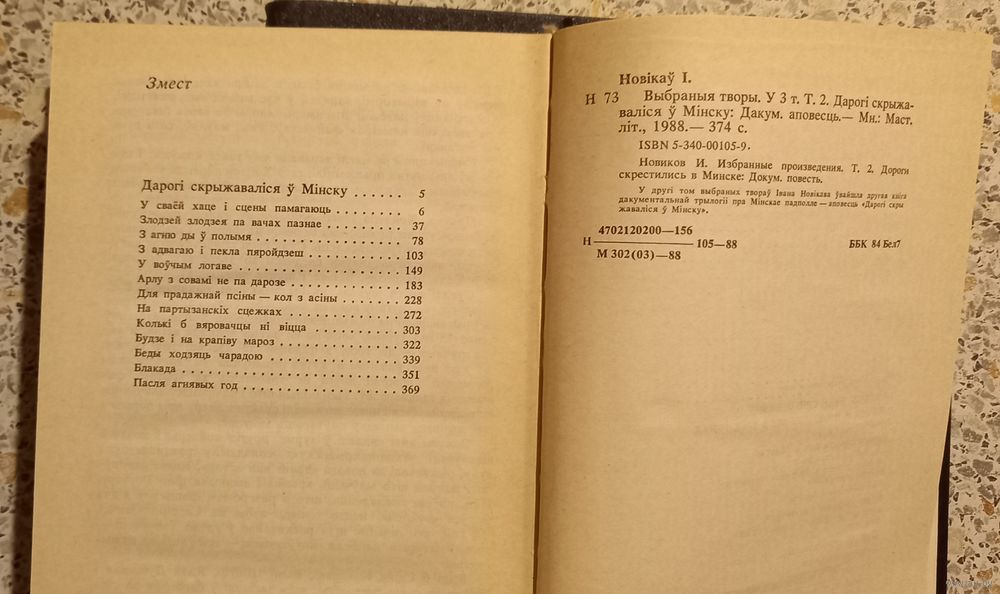 Змест
Дарогі скрыжаваліся ў Мінску ..... 5
У сваёй хаце і сцены памагаюць ......... 6
Злодзей злодзея па вачах пазнае .......... 37
З агню ды ў полымя .................... 78
З адвагаю і пекла пяройдзеш ............. 103
У воўчым логаве ...................... 149
Арлу з совамі не па дарозе ............... 183
Для прадажнай псіны — кол з асіны ....... 228
На партызанскіх сцежках ................ 272
Колькі б вяровачцы ні віцца ............. 303
Будзе і на крапіву мароз ................ 322
Беды ходзяць чарадою .................. 339
Блакада ............................ 351
Пасля агнявых год ..................... 369
Новікаў І.
Н 73 Выбраныя творы. У 3 т. Т. 2. Дарогі скрыжа-
валіся ў Мінску: Дакум. аповесць.— Мн.: Маст.
літ., 1988.— 374 с.
ISBN 5-340-00105-9.
Новиков И. Избранные произведения. Т. 2. Дороги
скрестились в Минске: Докум. повесть.
У другі том выбраных твораў Івана Новікава ўвайшла другая кніга
дакументальнай трылогіі пра Мінскае падполле — аповесць «Дарогі скры
жаваліся ў Мінску».
4702120200—156
Н 105—88 ББК 84 Бел7
М 302(03)—88